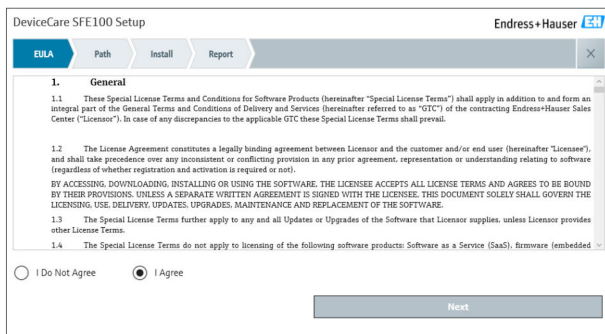 DeviceCare SFE100 Setup
Endress+Hauser EH
EULA Path Install Report
1. General
1.1 These Special License Terms and Conditions for Software Products (hereinafter "Special License Terms") shall apply in addition to and form an
integral part of the General Terms and Conditions of Delivery and Services (hereinafter referred to as "GTC") of the contracting Endress+Hauser Sales
Center ("Licensor"). In case of any discrepancies to the applicable GTC these Special License Terms shall prevail.
1.2 The License Agreement constitutes a legally binding agreement between Licensor and the customer and/or end user (hereinafter "Licensee"),
and shall take precedence over any inconsistent or conflicting provision in any prior agreement, representation or understanding relating to software
(regardless of whether registration and activation is required or not).
BY ACCESSING, DOWNLOADING, INSTALLING OR USING THE SOFTWARE, THE LICENSEE ACCEPTS ALL LICENSE TERMS AND AGREES TO BE BOUND
BY THEIR PROVISIONS. UNLESS A SEPARATE WRITTEN AGREEMENT IS SIGNED WITH THE LICENSEE, THIS DOCUMENT SOLELY SHALL GOVERN THE
LICENSING, USE, DELIVERY, UPDATES, UPGRADES, MAINTENANCE AND REPLACEMENT OF THE SOFTWARE.
1.3 The Special License Terms further apply to any and all Updates or Upgrades of the Software that Licensor supplies, unless Licensor provides
other License Terms.
1.4 The Special License Terms do not apply to licensing of the following software products: Software as a Service (SaaS), firmware (embedded
I Do Not Agree I Agree
Next